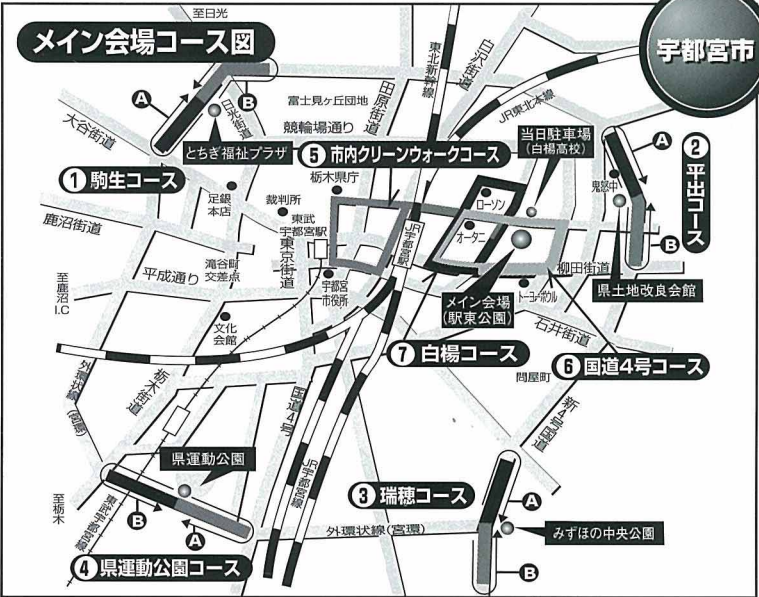 至日光
メイン会場コース図
宇都宮市
東北新幹線
白沢街道
田原街道
JR東北本線
A
B
日光街道
富士見ヶ丘団地
競輪場通り
大谷街道
とちぎ福祉プラザ
当日駐車場
(白楊高校)
A
②平出コース
B
鬼怒中
⑤市内クリーンウォークコース
①駒生コース
栃木県庁
ローソン
足銀
本店
裁判所
東武
宇都宮駅
オータニ
鹿沼街道
東京街道
JR宇都宮駅
平成通り
滝谷町
交差点
宇都宮
市役所
柳田街道
県土地改良会館
至鹿沼
I.C
メイン会場
(駅東公園)
トーヨーボウル
石井街道
文化
会館
⑦白楊コース
⑥国道4号コース
外環状線
(宮環)
栃木街道
国道4号
問屋町
新4号国道
県運動公園
JR宇都宮線
③瑞穂コース
A
B
A
至栃木
東武宇都宮線
外環状線(宮環)
みずほの中央公園
④県運動公園コース
B